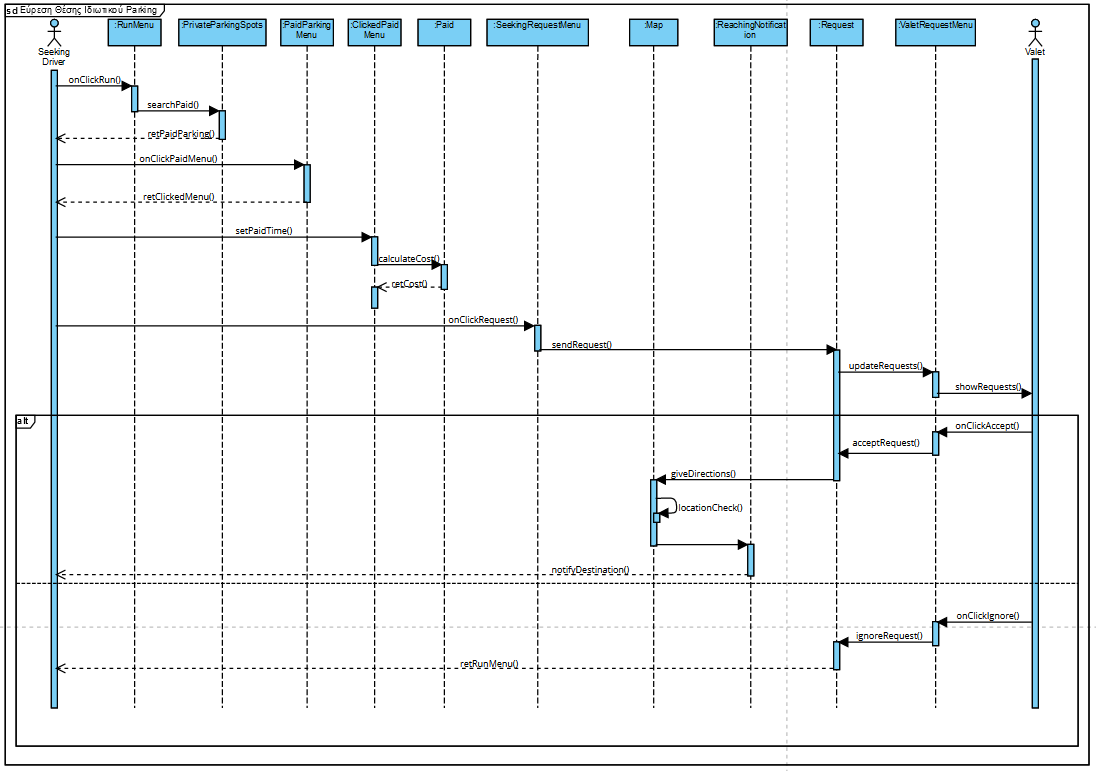 sd Εύρεση Θέσης Ιδιωτικού Parking
:RunMenu
:PrivateParkingSpots
:PaidParking
Menu
:ClickedPaid
Menu
:Paid
:SeekingRequestMenu
:Map
:ReachingNotificat
ion
:Request
:ValetRequestMenu
Seeking
Driver
Valet
onClickRun()
searchPaid()
retPaidParking()
onClickPaidMenu()
retClickedMenu()
setPaidTime()
calculateCost()
retCost()
onClickRequest()
sendRequest()
updateRequests()
showRequests()
alt
onClickAccept()
acceptRequest()
giveDirections()
locationCheck()
notifyDestination()
onClickIgnore()
ignoreRequest()
retRunMenu()